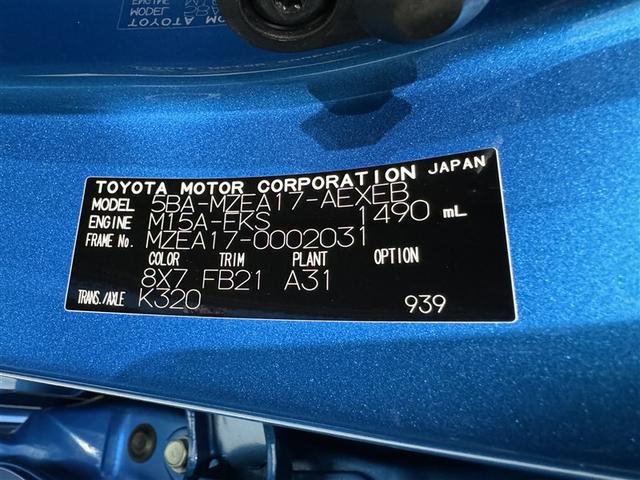 TOYOTA MOTOR CORPORATION JAPAN
MODEL 5BA-MZEA17-AEXEB
ENGINE M15A-FKS 1490 mL
FRAME No. MZEA17-0002031
COLOR TRIM PLANT OPTION
8X7 FB21 A31
TRANS./AXLE K320 939